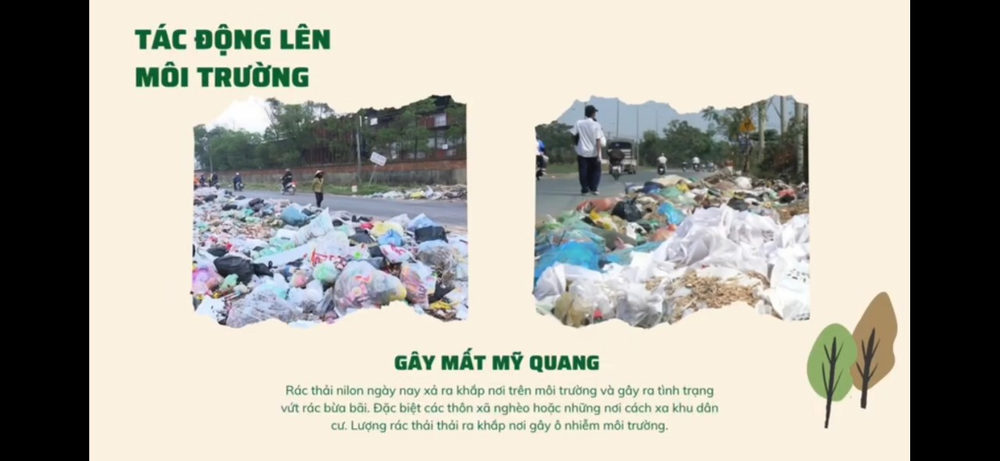 TÁC ĐỘNG LÊN
MÔI TRƯỜNG
GÂY MẤT MỸ QUANG
Rác thải nilon ngày nay xả ra khắp nơi trên môi trường và gây ra tình trạng
vứt rác bừa bãi. Đặc biệt các thôn xã nghèo hoặc những nơi cách xa khu dân
cư. Lượng rác thải thải ra khắp nơi gây ô nhiễm môi trường.